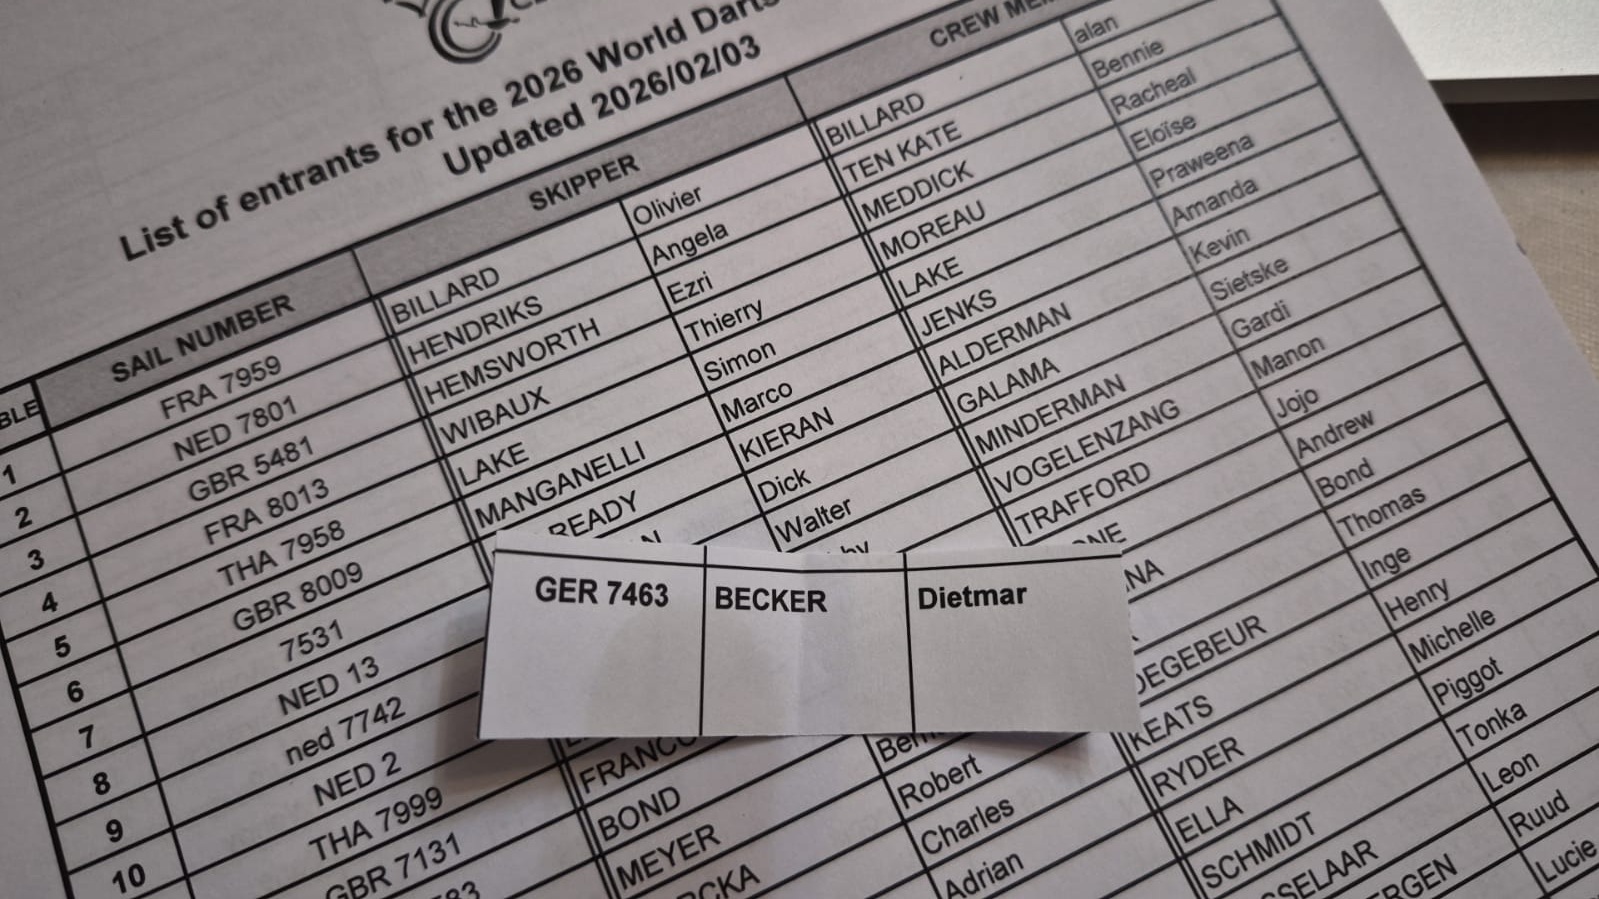 List of entrants for the 2026 World
Updated 2026/02/03
SAIL NUMBER SKIPPER CREW
1 FRA 7959 BILLARD Olivier BILLARD alan
2 NED 7801 HENDRIKS Angela TEN KATE Bennie
3 GBR 5481 HEMSWORTH Ezri MEDDICK Racheal
4 FRA 8013 WIBAUX Thierry MOREAU Eloïse
5 THA 7958 LAKE Simon LAKE Praweena
6 GBR 8009 MANGANELLI Marco JENKS Amanda
7 7531 READY KIERAN ALDERMAN Kevin
8 NED 13 Dick GALAMA Sietske
9 ned 7742 Walter MINDERMAN Gardi
10 NED 2 VOGELENZANG Manon
THA 7999 TRAFFORD Jojo
GBR 7131 Andrew
Bond
Thomas
GER 7463 BECKER Dietmar
Inge
KEATS Henry
BOND Robert RYDER Michelle
MEYER Charles ELLA Piggot
Adrian SCHMIDT Tonka
Leon
Ruud
Lucie